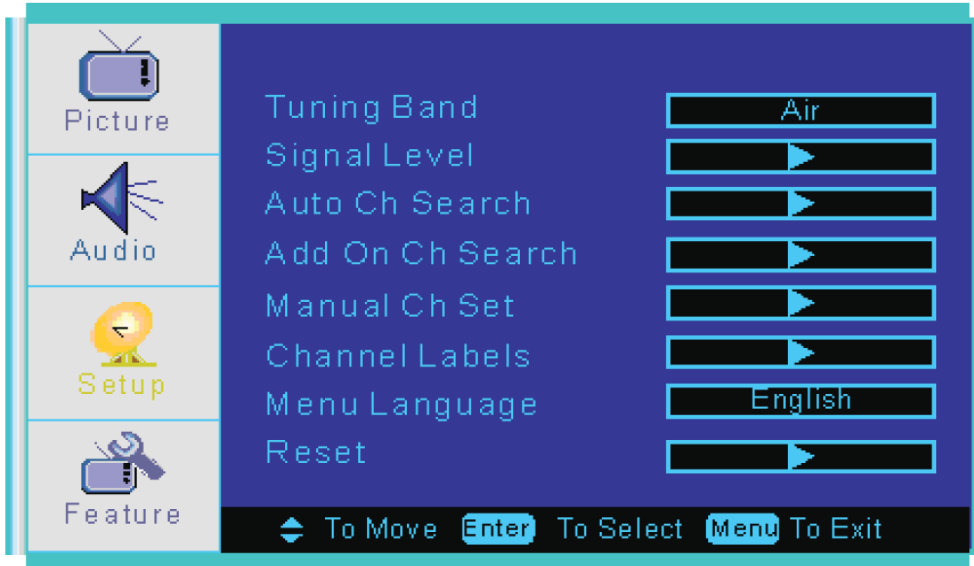 Picture
Audio
Setup
Feature
Tuning Band Air
Signal Level
Auto Ch Search
Add On Ch Search
Manual Ch Set
Channel Labels
Menu Language English
Reset
To Move Enter To Select Menu To Exit